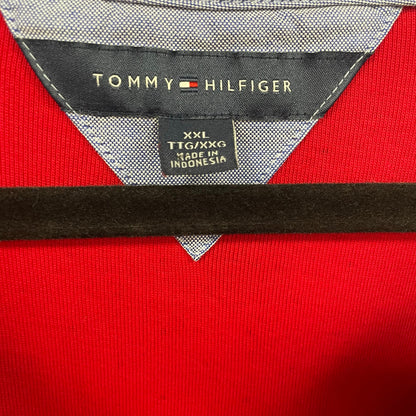 TOMMY HILFIGER
XXL
TTG/XXG
MADE IN
INDONESIA